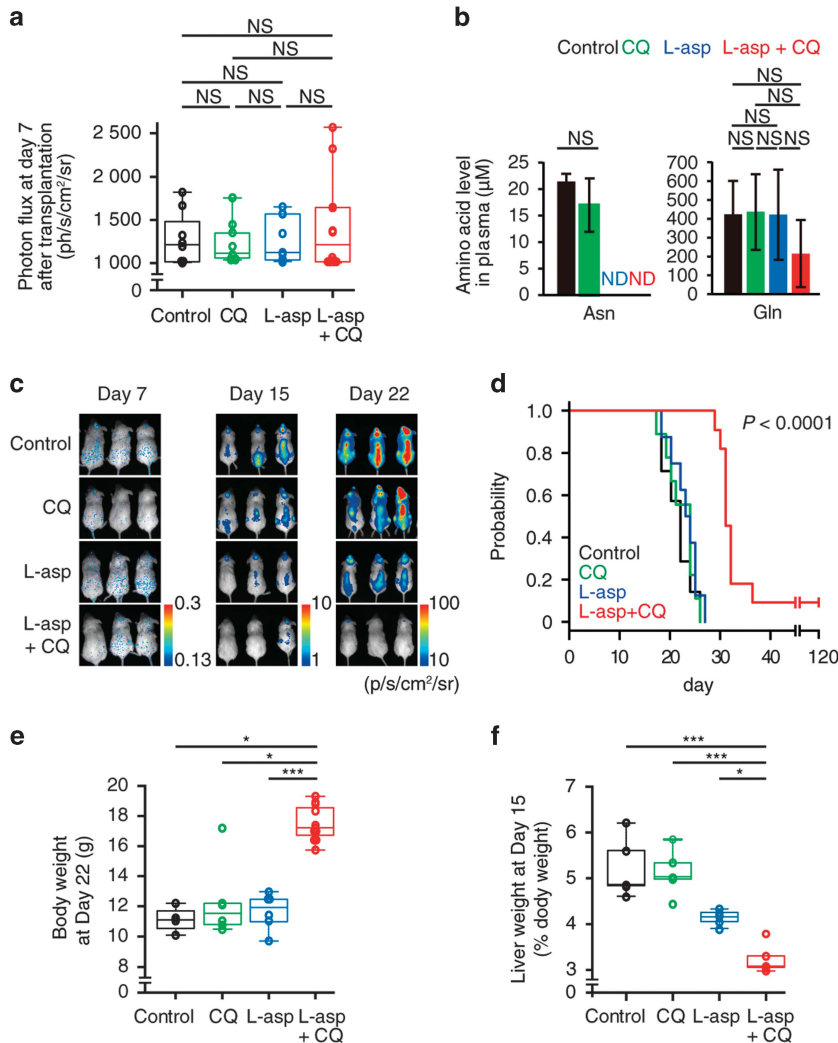 a
NS
NS
NS
NS NS NS
Photon flux at day 7
after transplantation
(ph/s/cm²/sr)
2 500
2 000
1 500
1 000
0
Control CQ L-asp L-asp
+ CQ
b
Control CQ L-asp L-asp + CQ
NS
NS
NS
NS NS NS
NS
Amino acid level
in plasma (μM)
25
20
15
10
5
0
NDND
Asn
700
600
500
400
300
200
100
0
Gln
c
Day 7 Day 15 Day 22
Control
CQ
L-asp
L-asp
+ CQ
0.3
0.13
10
1
100
10
(p/s/cm²/sr)
d
P < 0.0001
Probability
1.0
0.8
0.6
0.4
0.2
0
Control
CQ
L-asp
L-asp+CQ
0 10 20 30 40 120
day
e
*
*
***
Body weight
at Day 22 (g)
20
18
16
14
12
10
8
0
Control CQ L-asp L-asp
+ CQ
f
***
***
*
Liver weight at Day 15
(% dody weight)
7
6
5
4
3
0
Control CQ L-asp L-asp
+ CQ